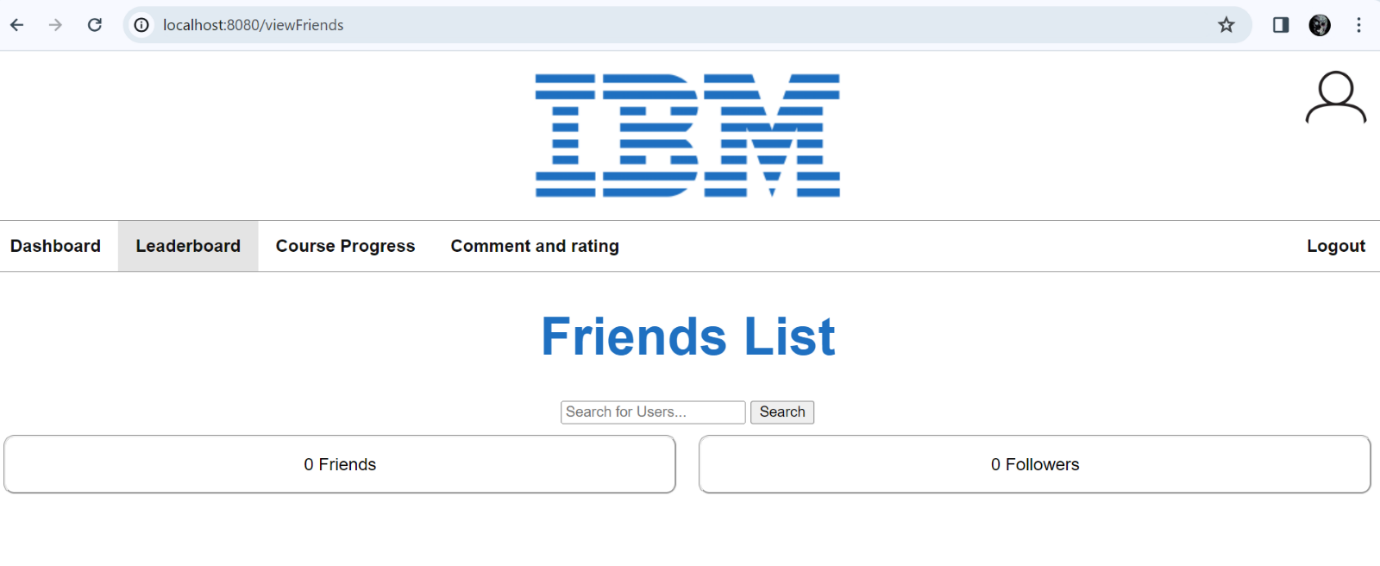 localhost:8080/viewFriends
IBM
Dashboard Leaderboard Course Progress Comment and rating Logout
Friends List
Search for Users... Search
0 Friends 0 Followers